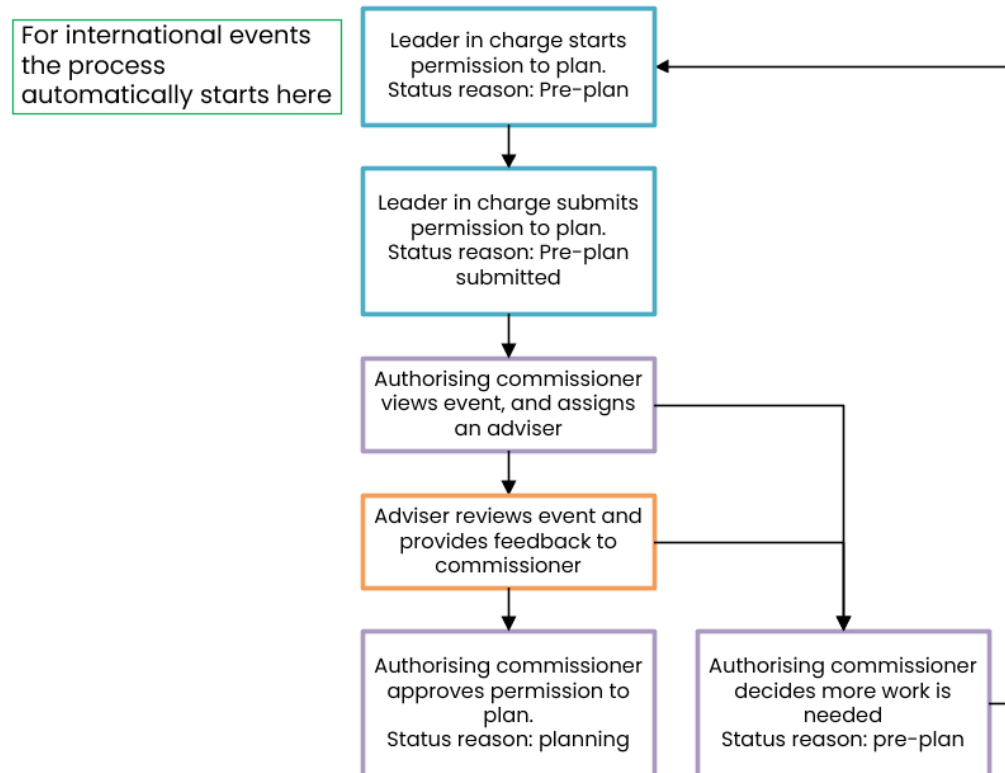 For international events
the process
automatically starts here
Leader in charge starts
permission to plan.
Status reason: Pre-plan
Leader in charge submits
permission to plan.
Status reason: Pre-plan
submitted
Authorising commissioner
views event, and assigns
an adviser
Adviser reviews event and
provides feedback to
commissioner
Authorising commissioner
approves permission to
plan.
Status reason: planning
Authorising commissioner
decides more work is
needed
Status reason: pre-plan